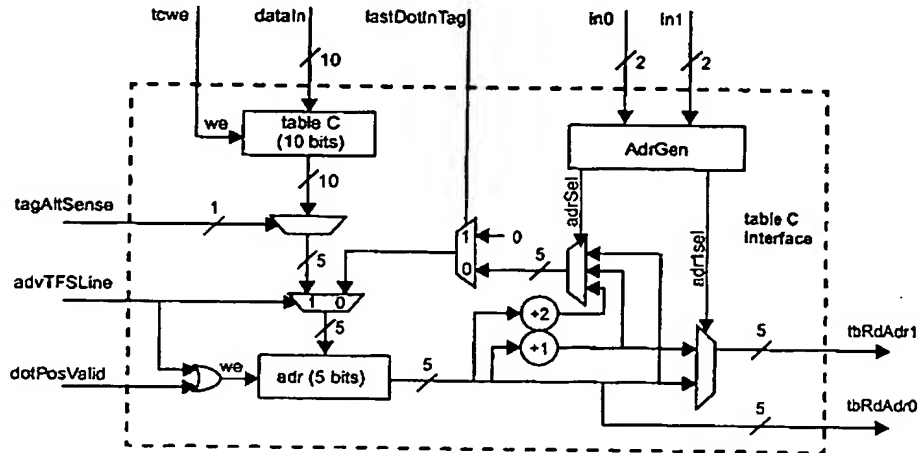 tcwe dataIn lastDotInTag In0 In1
10 2 2
we table C
(10 bits)
AdrGen
10
tagAltSense 1
adrSel
adr1sel
table C
Interface
1 0
5 0 5
advTFSLine
1 0
+2
5
+1
5 tbRdAdr1
dotPosValid we adr (5 bits) 5
5 tbRdAdr0